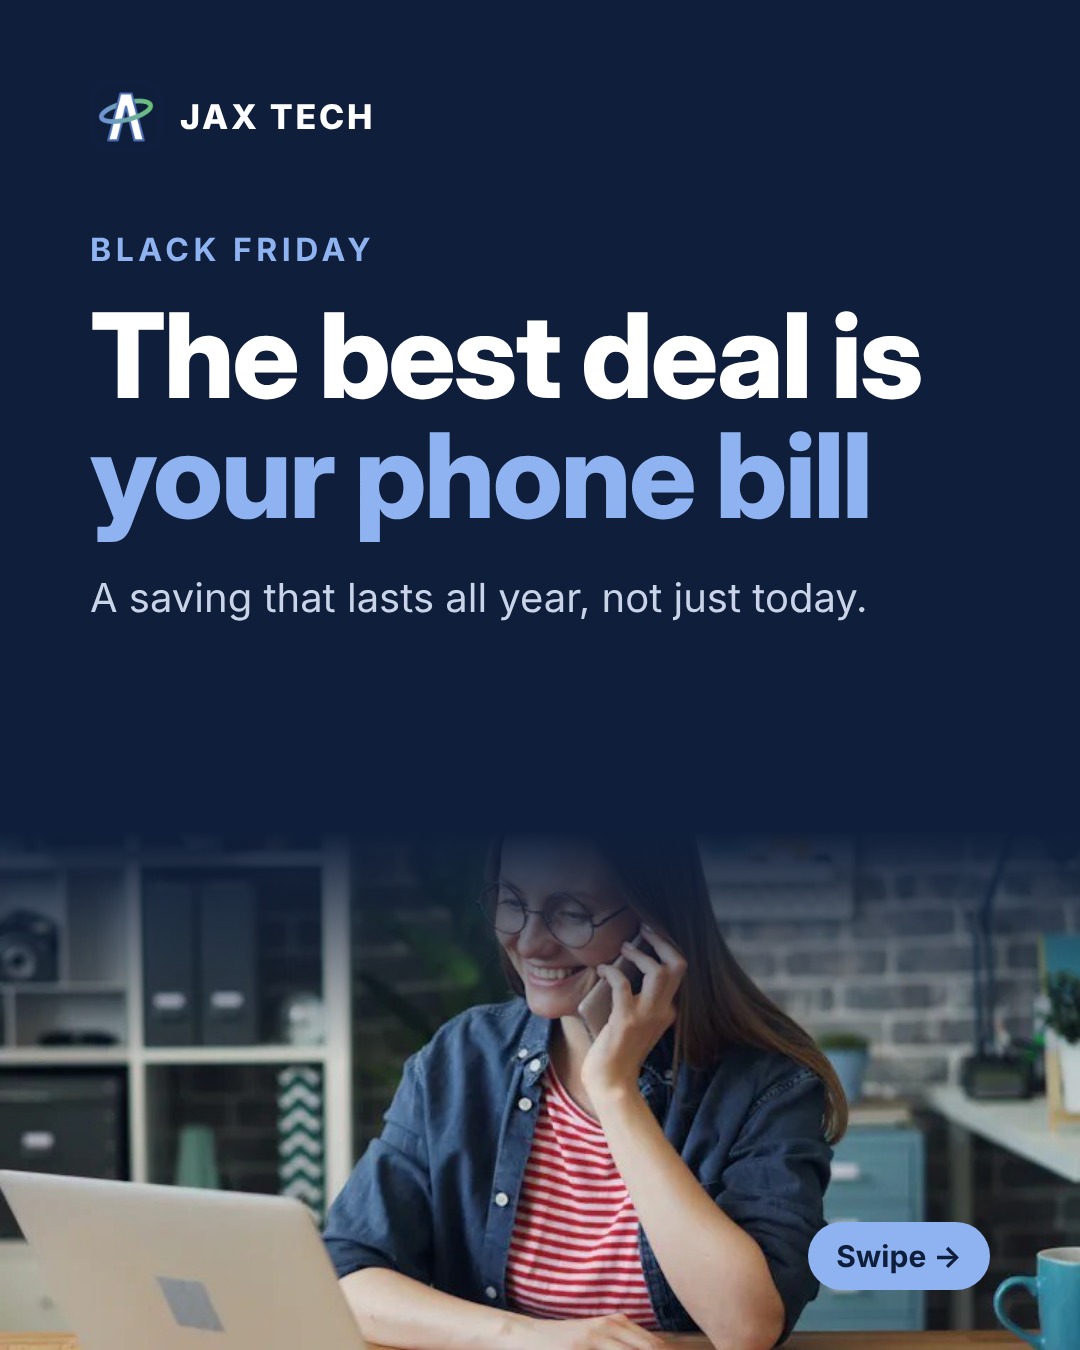 JAX TECH
BLACK FRIDAY
The best deal is
your phone bill
A saving that lasts all year, not just today.
Swipe →